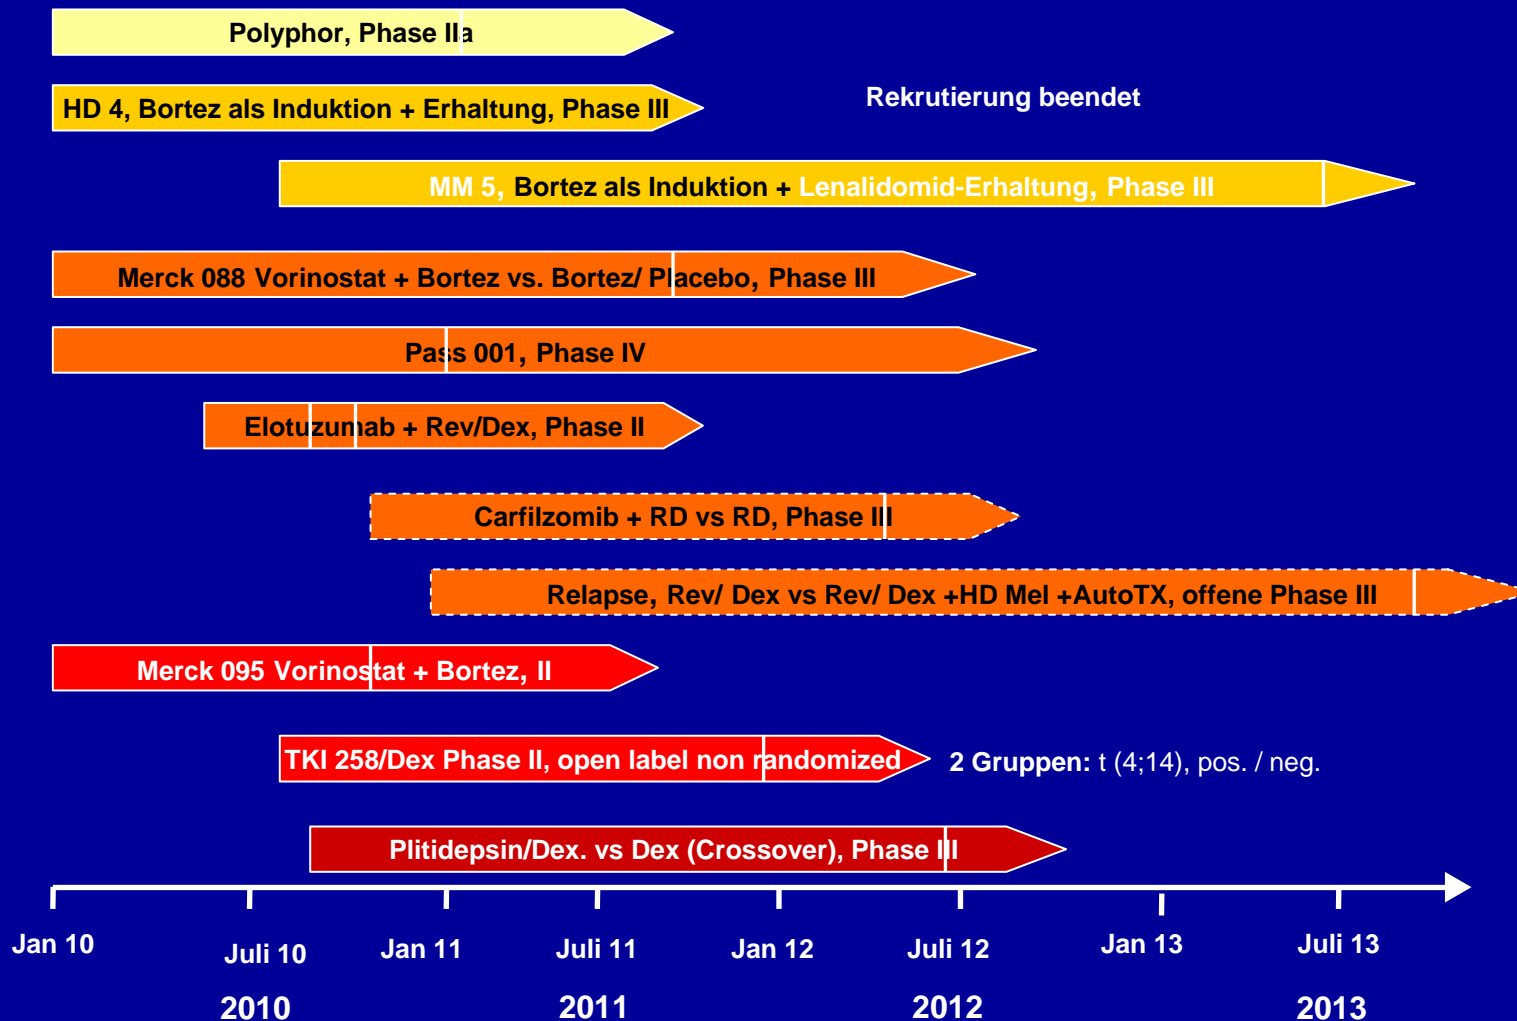 Polyphor, Phase IIa
HD 4, Bortez als Induktion + Erhaltung, Phase III
Rekrutierung beendet
MM 5, Bortez als Induktion + Lenalidomid-Erhaltung, Phase III
Merck 088 Vorinostat + Bortez vs. Bortez/ Placebo, Phase III
Pass 001, Phase IV
Elotuzumab + Rev/Dex, Phase II
Carfilzomib + RD vs RD, Phase III
Relapse, Rev/ Dex vs Rev/ Dex +HD Mel +AutoTX, offene Phase III
Merck 095 Vorinostat + Bortez, II
TKI 258/Dex Phase II, open label non randomized
2 Gruppen: t (4;14), pos. / neg.
Plitidepsin/Dex. vs Dex (Crossover), Phase III
Jan 10 Juli 10 Jan 11 Juli 11 Jan 12 Juli 12 Jan 13 Juli 13
2010 2011 2012 2013